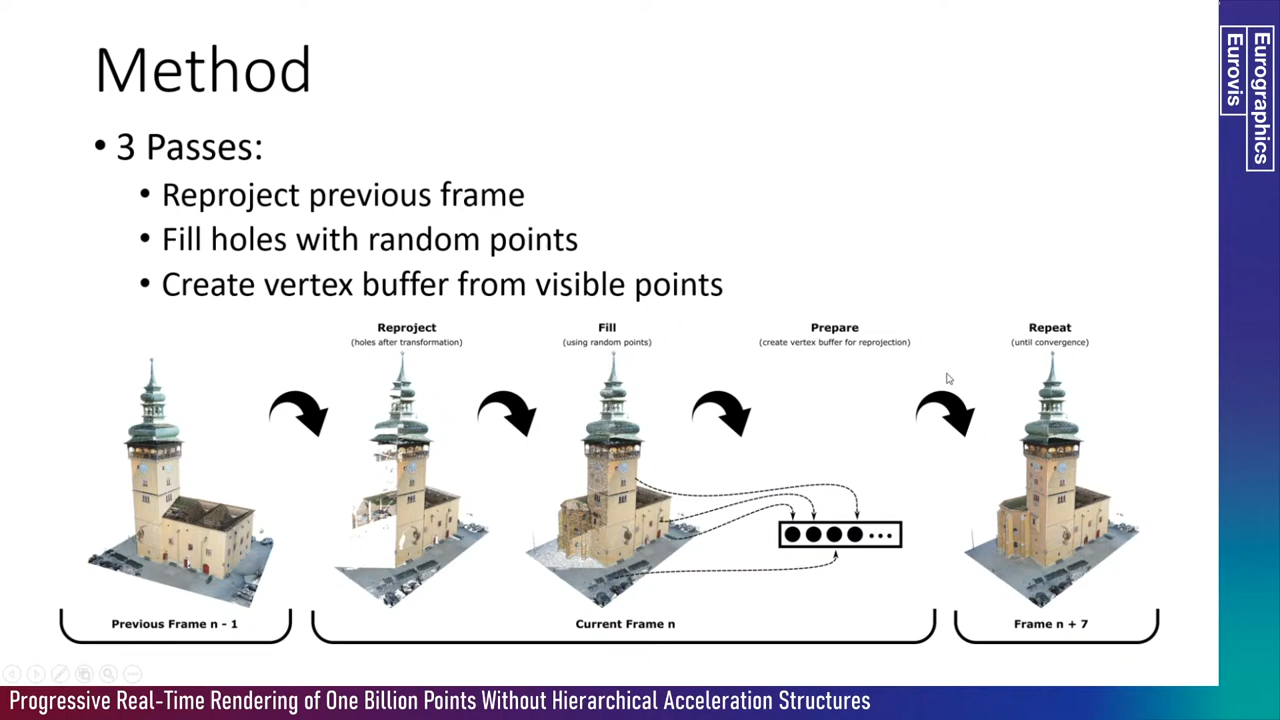 Method
• 3 Passes:
• Reproject previous frame
• Fill holes with random points
• Create vertex buffer from visible points
Reproject
(holes after transformation)
Fill
(using random points)
Prepare
(create vertex buffer for reprojection)
Repeat
(until convergence)
Previous Frame n - 1
Current Frame n
Frame n + 7
Eurographics
Eurovis
Progressive Real-Time Rendering of One Billion Points Without Hierarchical Acceleration Structures